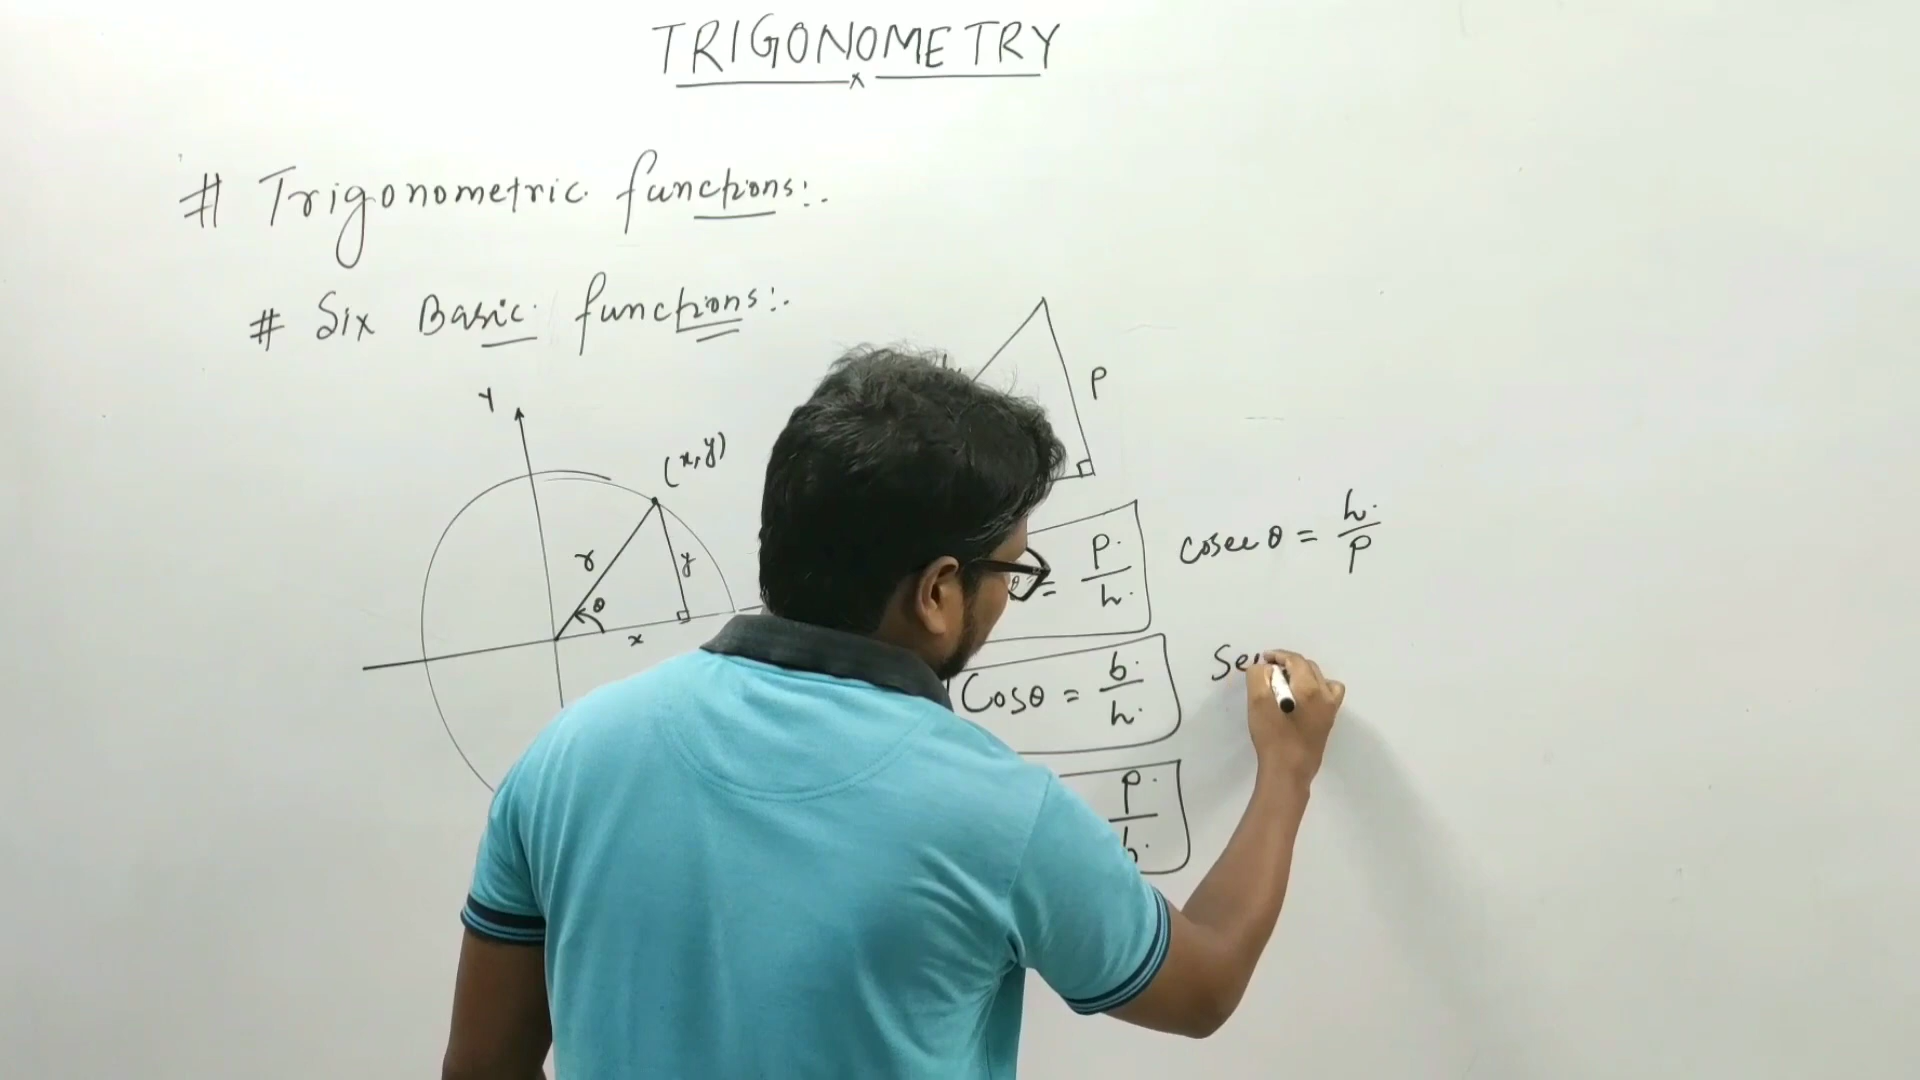 TRIGONOMETRY
# Trigonometric functions:.
# Six Basic functions:.
Y
(x,y)
r
y
θ
x
P
θ = P/h
cosec θ = h/P
Cosθ = b/h
Se
P/b